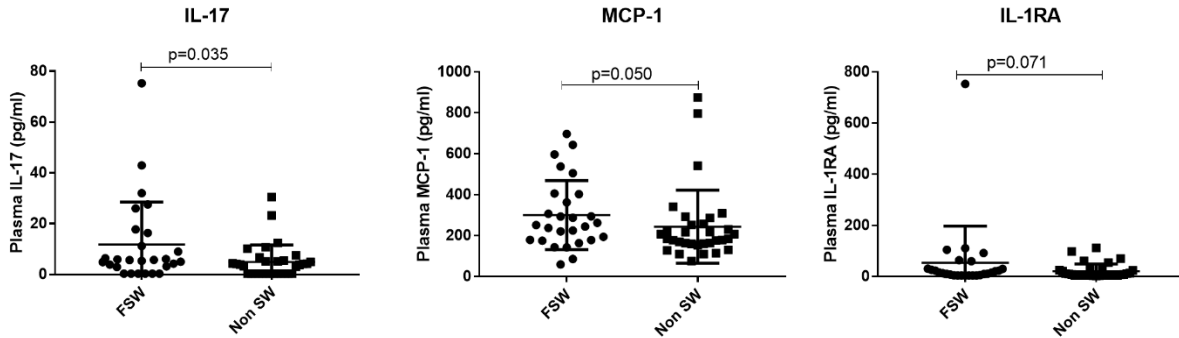 IL-17
p=0.035
Plasma IL-17 (pg/ml)
80
60
40
20
0
FSW
Non SW
MCP-1
p=0.050
Plasma MCP-1 (pg/ml)
1000
800
600
400
200
0
FSW
Non SW
IL-1RA
p=0.071
Plasma IL-1RA (pg/ml)
800
600
400
200
0
FSW
Non SW